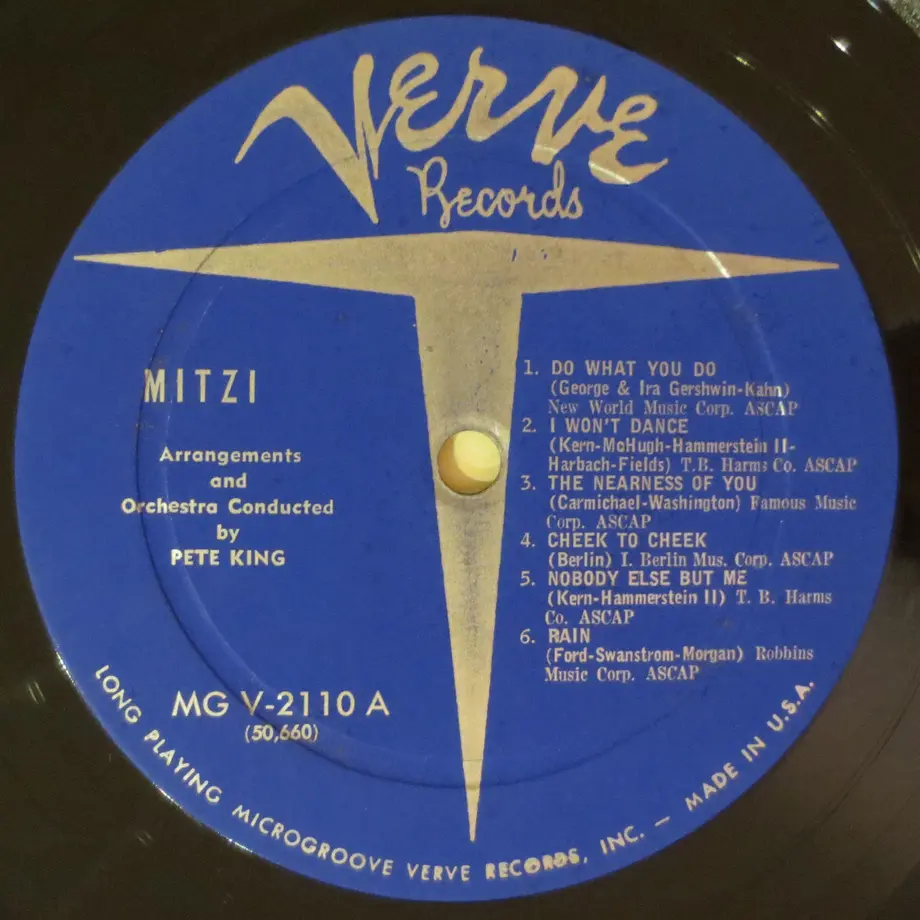 Verve
Records
MITZI
Arrangements
and
Orchestra Conducted
by
PETE KING
MG V-2110 A
(50,660)
1. DO WHAT YOU DO
(George & Ira Gershwin-Kahn)
New World Music Corp. ASCAP
2. I WON'T DANCE
(Kern-McHugh-Hammerstein II-
Harbach-Fields) T.B. Harms Co. ASCAP
3. THE NEARNESS OF YOU
(Carmichael-Washington) Famous Music
Corp. ASCAP
4. CHEEK TO CHEEK
(Berlin) I. Berlin Mus. Corp. ASCAP
5. NOBODY ELSE BUT ME
(Kern-Hammerstein II) T. B. Harms
Co. ASCAP
6. RAIN
(Ford-Swanstrom-Morgan) Robbins
Music Corp. ASCAP
LONG PLAYING MICROGROOVE VERVE RECORDS, INC. — MADE IN U.S.A.